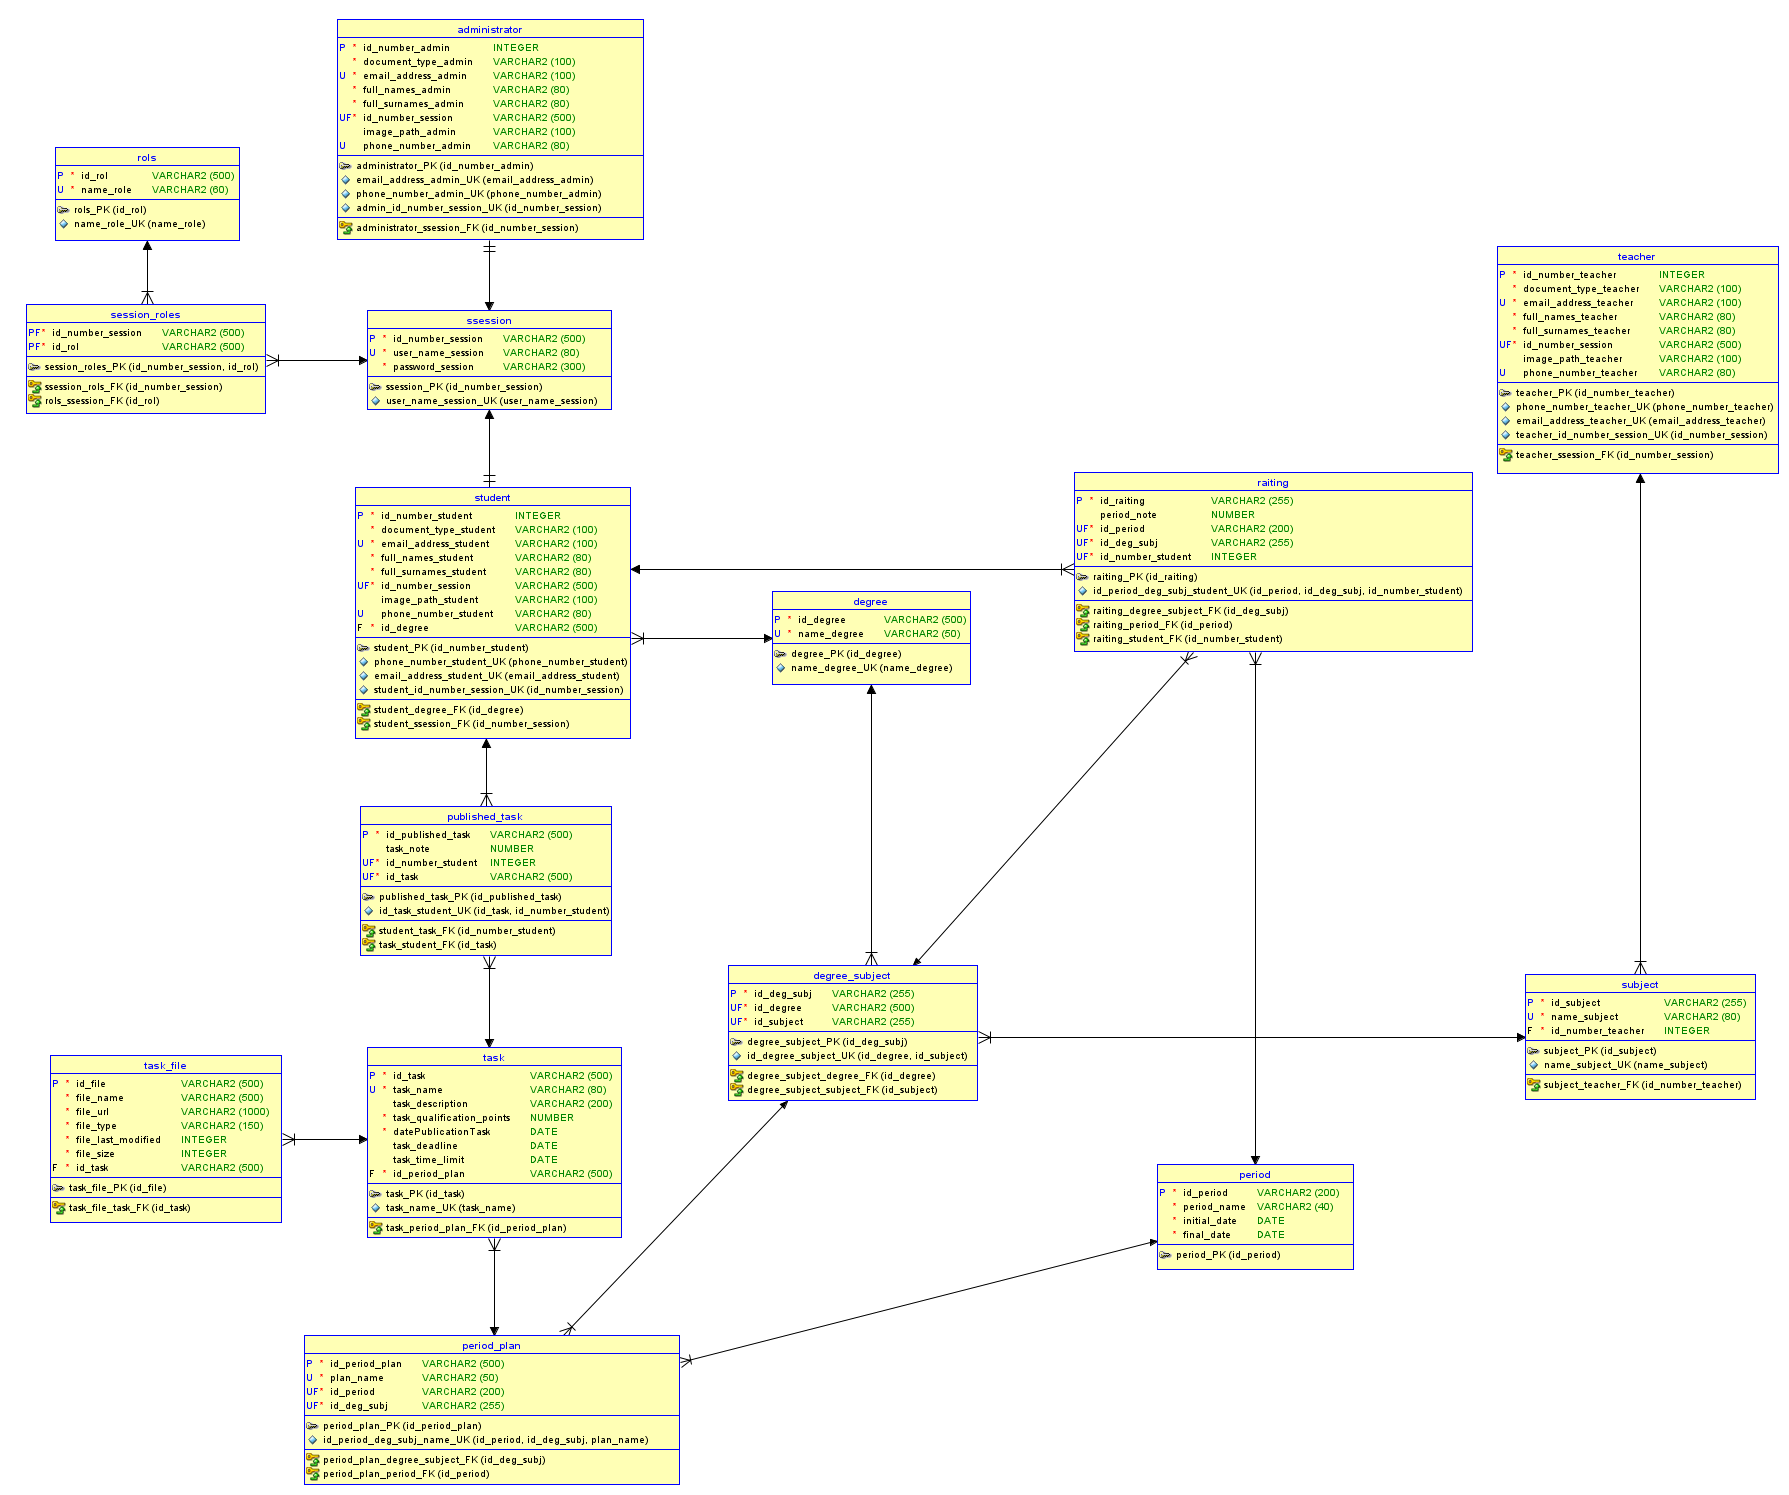 administrator
P * id_number_admin INTEGER
* document_type_admin VARCHAR2 (100)
U * email_address_admin VARCHAR2 (100)
* full_names_admin VARCHAR2 (80)
* full_surnames_admin VARCHAR2 (80)
UF* id_number_session VARCHAR2 (500)
image_path_admin VARCHAR2 (100)
U phone_number_admin VARCHAR2 (80)
administrator_PK (id_number_admin)
email_address_admin_UK (email_address_admin)
phone_number_admin_UK (phone_number_admin)
admin_id_number_session_UK (id_number_session)
administrator_ssession_FK (id_number_session)
rols
P * id_rol VARCHAR2 (500)
U * name_role VARCHAR2 (60)
rols_PK (id_rol)
name_role_UK (name_role)
session_roles
PF* id_number_session VARCHAR2 (500)
PF* id_rol VARCHAR2 (500)
session_roles_PK (id_number_session, id_rol)
ssession_rols_FK (id_number_session)
rols_ssession_FK (id_rol)
ssession
P * id_number_session VARCHAR2 (500)
U * user_name_session VARCHAR2 (80)
* password_session VARCHAR2 (300)
ssession_PK (id_number_session)
user_name_session_UK (user_name_session)
teacher
P * id_number_teacher INTEGER
* document_type_teacher VARCHAR2 (100)
U * email_address_teacher VARCHAR2 (100)
* full_names_teacher VARCHAR2 (80)
* full_surnames_teacher VARCHAR2 (80)
UF* id_number_session VARCHAR2 (500)
image_path_teacher VARCHAR2 (100)
U phone_number_teacher VARCHAR2 (80)
teacher_PK (id_number_teacher)
phone_number_teacher_UK (phone_number_teacher)
email_address_teacher_UK (email_address_teacher)
teacher_id_number_session_UK (id_number_session)
teacher_ssession_FK (id_number_session)
student
P * id_number_student INTEGER
* document_type_student VARCHAR2 (100)
U * email_address_student VARCHAR2 (100)
* full_names_student VARCHAR2 (80)
* full_surnames_student VARCHAR2 (80)
UF* id_number_session VARCHAR2 (500)
image_path_student VARCHAR2 (100)
U phone_number_student VARCHAR2 (80)
F * id_degree VARCHAR2 (500)
student_PK (id_number_student)
phone_number_student_UK (phone_number_student)
email_address_student_UK (email_address_student)
student_id_number_session_UK (id_number_session)
student_degree_FK (id_degree)
student_ssession_FK (id_number_session)
raiting
P * id_raiting VARCHAR2 (255)
period_note NUMBER
UF* id_period VARCHAR2 (200)
UF* id_deg_subj VARCHAR2 (255)
UF* id_number_student INTEGER
raiting_PK (id_raiting)
id_period_deg_subj_student_UK (id_period, id_deg_subj, id_number_student)
raiting_degree_subject_FK (id_deg_subj)
raiting_period_FK (id_period)
raiting_student_FK (id_number_student)
degree
P * id_degree VARCHAR2 (500)
U * name_degree VARCHAR2 (50)
degree_PK (id_degree)
name_degree_UK (name_degree)
published_task
P * id_published_task VARCHAR2 (500)
task_note NUMBER
UF* id_number_student INTEGER
UF* id_task VARCHAR2 (500)
published_task_PK (id_published_task)
id_task_student_UK (id_task, id_number_student)
student_task_FK (id_number_student)
task_student_FK (id_task)
degree_subject
P * id_deg_subj VARCHAR2 (255)
UF* id_degree VARCHAR2 (500)
UF* id_subject VARCHAR2 (255)
degree_subject_PK (id_deg_subj)
id_degree_subject_UK (id_degree, id_subject)
degree_subject_degree_FK (id_degree)
degree_subject_subject_FK (id_subject)
subject
P * id_subject VARCHAR2 (255)
U * name_subject VARCHAR2 (80)
F * id_number_teacher INTEGER
subject_PK (id_subject)
name_subject_UK (name_subject)
subject_teacher_FK (id_number_teacher)
task_file
P * id_file VARCHAR2 (500)
* file_name VARCHAR2 (500)
* file_url VARCHAR2 (1000)
* file_type VARCHAR2 (150)
* file_last_modified INTEGER
* file_size INTEGER
F * id_task VARCHAR2 (500)
task_file_PK (id_file)
task_file_task_FK (id_task)
task
P * id_task VARCHAR2 (500)
U * task_name VARCHAR2 (80)
task_description VARCHAR2 (200)
* task_qualification_points NUMBER
* datePublicationTask DATE
task_deadline DATE
task_time_limit DATE
F * id_period_plan VARCHAR2 (500)
task_PK (id_task)
task_name_UK (task_name)
task_period_plan_FK (id_period_plan)
period
P * id_period VARCHAR2 (200)
* period_name VARCHAR2 (40)
* initial_date DATE
* final_date DATE
period_PK (id_period)
period_plan
P * id_period_plan VARCHAR2 (500)
U * plan_name VARCHAR2 (50)
UF* id_period VARCHAR2 (200)
UF* id_deg_subj VARCHAR2 (255)
period_plan_PK (id_period_plan)
id_period_deg_subj_name_UK (id_period, id_deg_subj, plan_name)
period_plan_degree_subject_FK (id_deg_subj)
period_plan_period_FK (id_period)